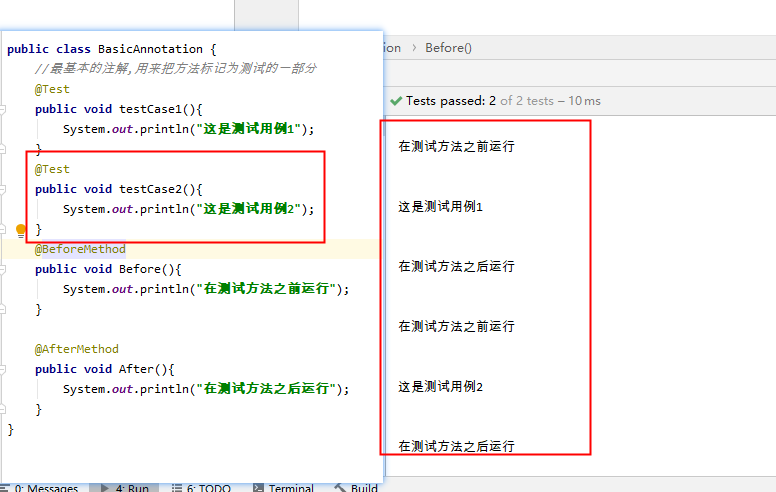 ion > Before()
public class BasicAnnotation {
//最基本的注解,用来把方法标记为测试的一部分
@Test
public void testCase1(){
System.out.println("这是测试用例1");
}
@Test
public void testCase2(){
System.out.println("这是测试用例2");
}
@BeforeMethod
public void Before(){
System.out.println("在测试方法之前运行");
}
@AfterMethod
public void After(){
System.out.println("在测试方法之后运行");
}
}
Tests passed: 2 of 2 tests – 10 ms
在测试方法之前运行
这是测试用例1
在测试方法之后运行
在测试方法之前运行
这是测试用例2
在测试方法之后运行
0: Messages 4: Run 6: TODO Terminal Build